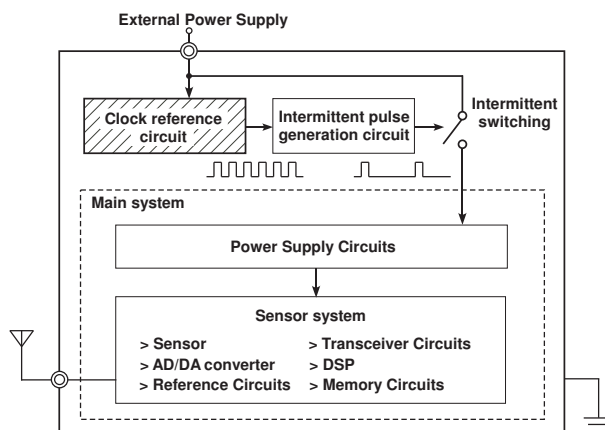 External Power Supply
Clock reference
circuit
Intermittent pulse
generation circuit
Intermittent
switching
Main system
Power Supply Circuits
Sensor system
> Sensor
> Transceiver Circuits
> AD/DA converter
> DSP
> Reference Circuits
> Memory Circuits